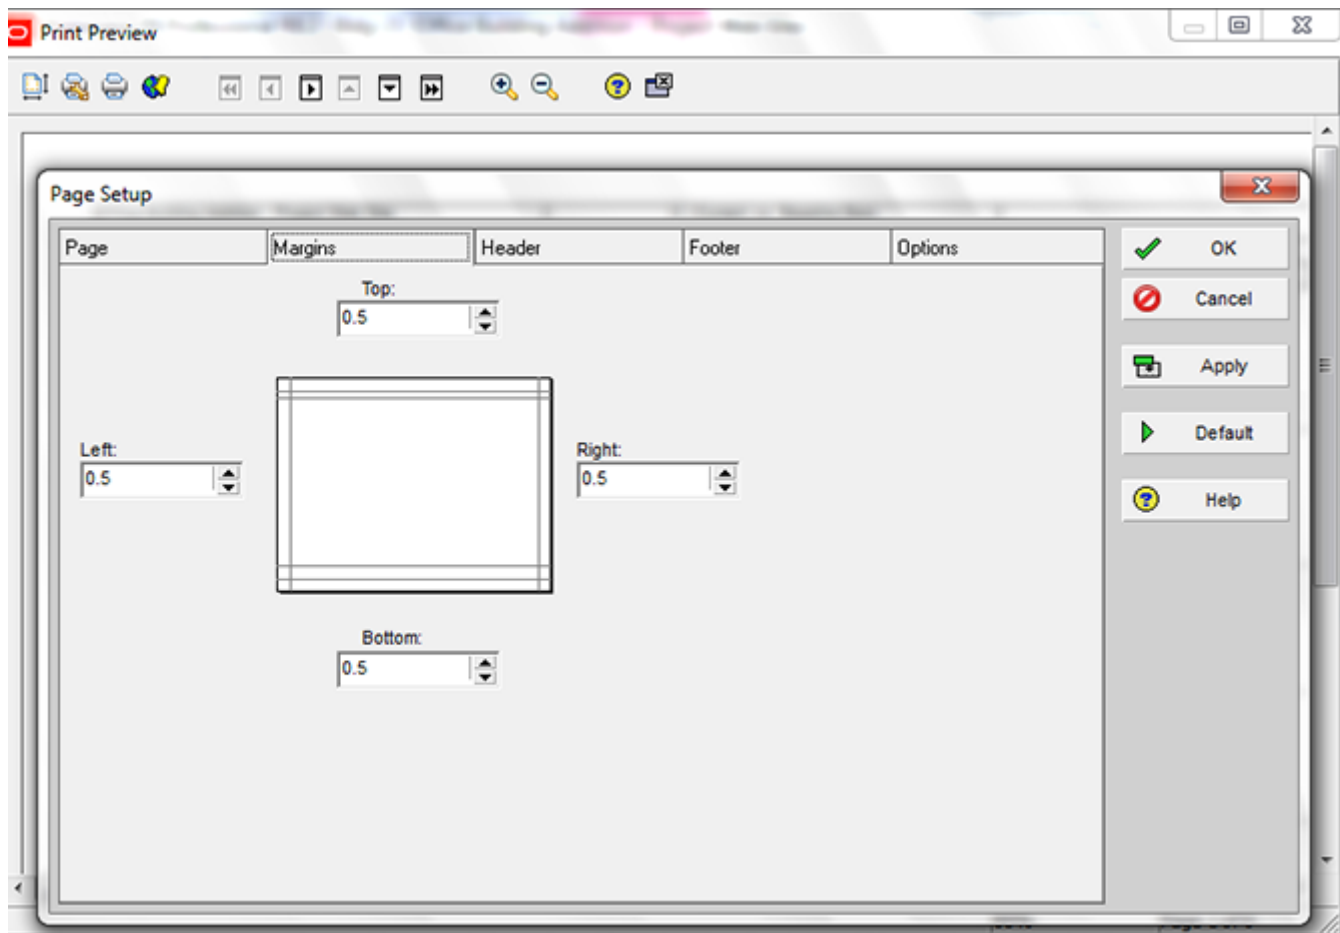 Print Preview
Page Setup
Page Margins Header Footer Options
OK
Cancel
Apply
Default
Help
Top:
0.5
Left:
0.5
Right:
0.5
Bottom:
0.5